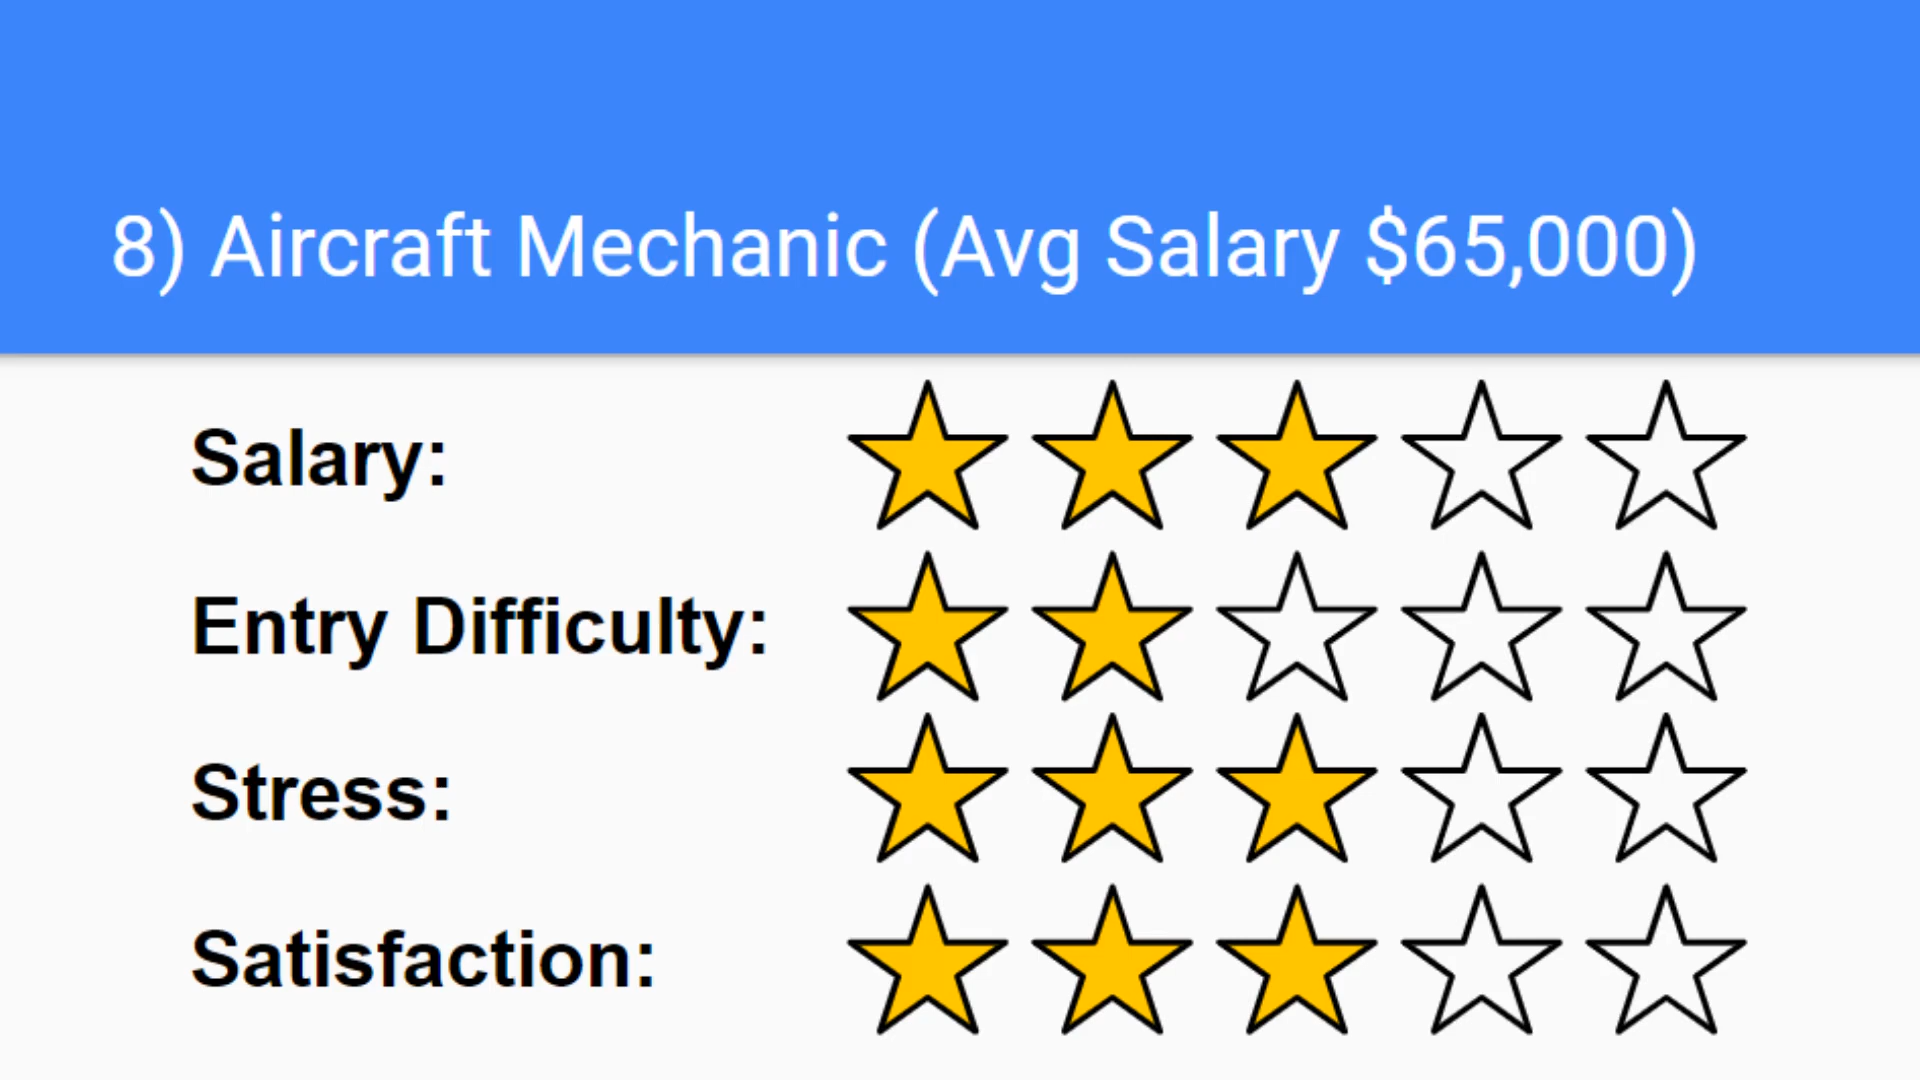 8) Aircraft Mechanic (Avg Salary $65,000)
Salary:
Entry Difficulty:
Stress:
Satisfaction: